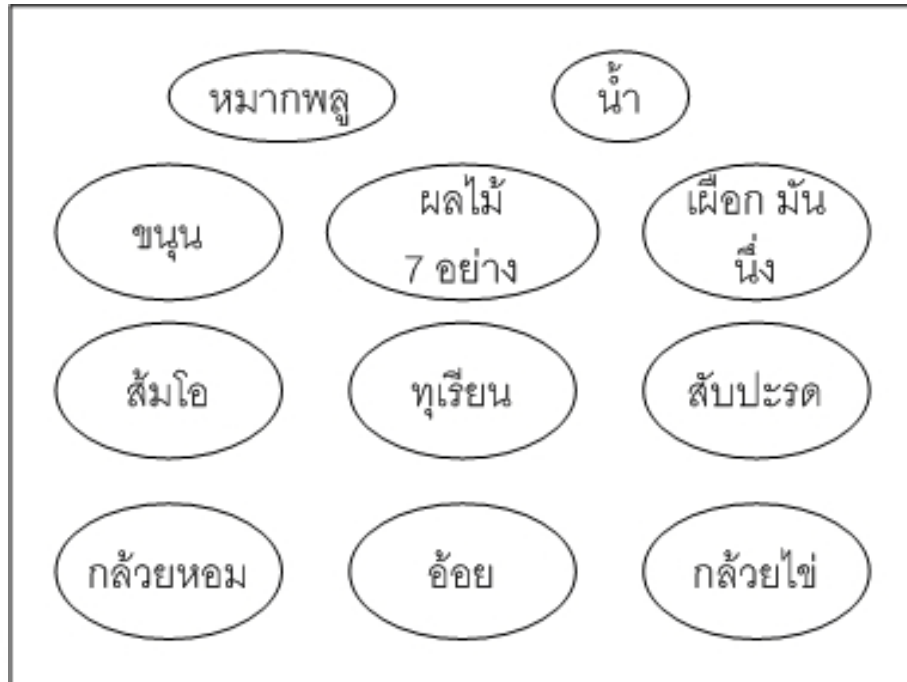 หมากพลู
น้ำ
ขนุน
ผลไม้
7 อย่าง
เผือก มัน
นึ่ง
ส้มโอ
ทุเรียน
สับปะรด
กล้วยหอม
อ้อย
กล้วยไข่